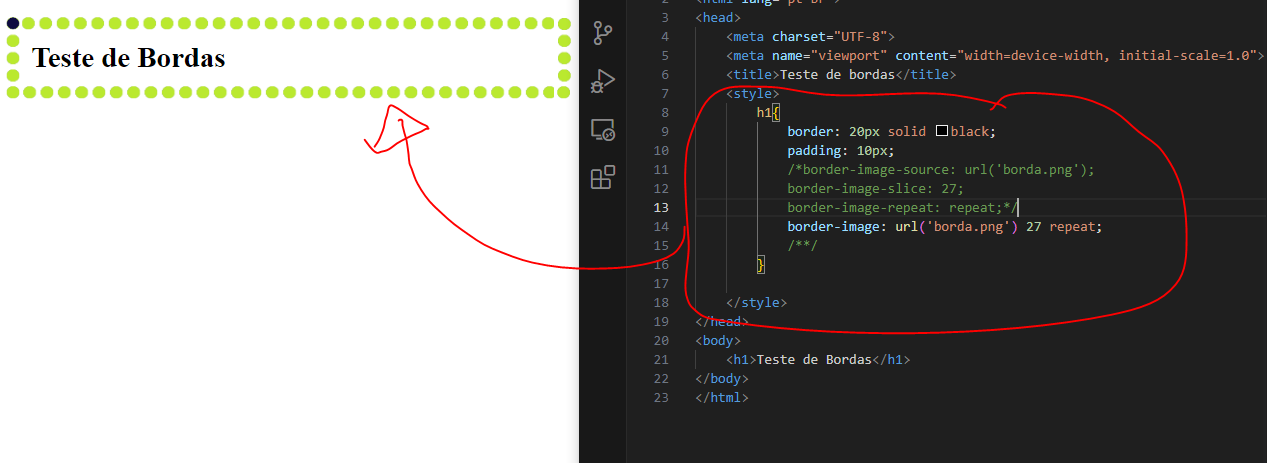 Teste de Bordas
2 <html lang="pt-br">
3 <head>
4 <meta charset="UTF-8">
5 <meta name="viewport" content="width=device-width, initial-scale=1.0">
6 <title>Teste de bordas</title>
7 <style>
8 h1{
9 border: 20px solid black;
10 padding: 10px;
11 /*border-image-source: url('borda.png');
12 border-image-slice: 27;
13 border-image-repeat: repeat;*/
14 border-image: url('borda.png') 27 repeat;
15 /**/
16 }
17
18 </style>
19 </head>
20 <body>
21 <h1>Teste de Bordas</h1>
22 </body>
23 </html>